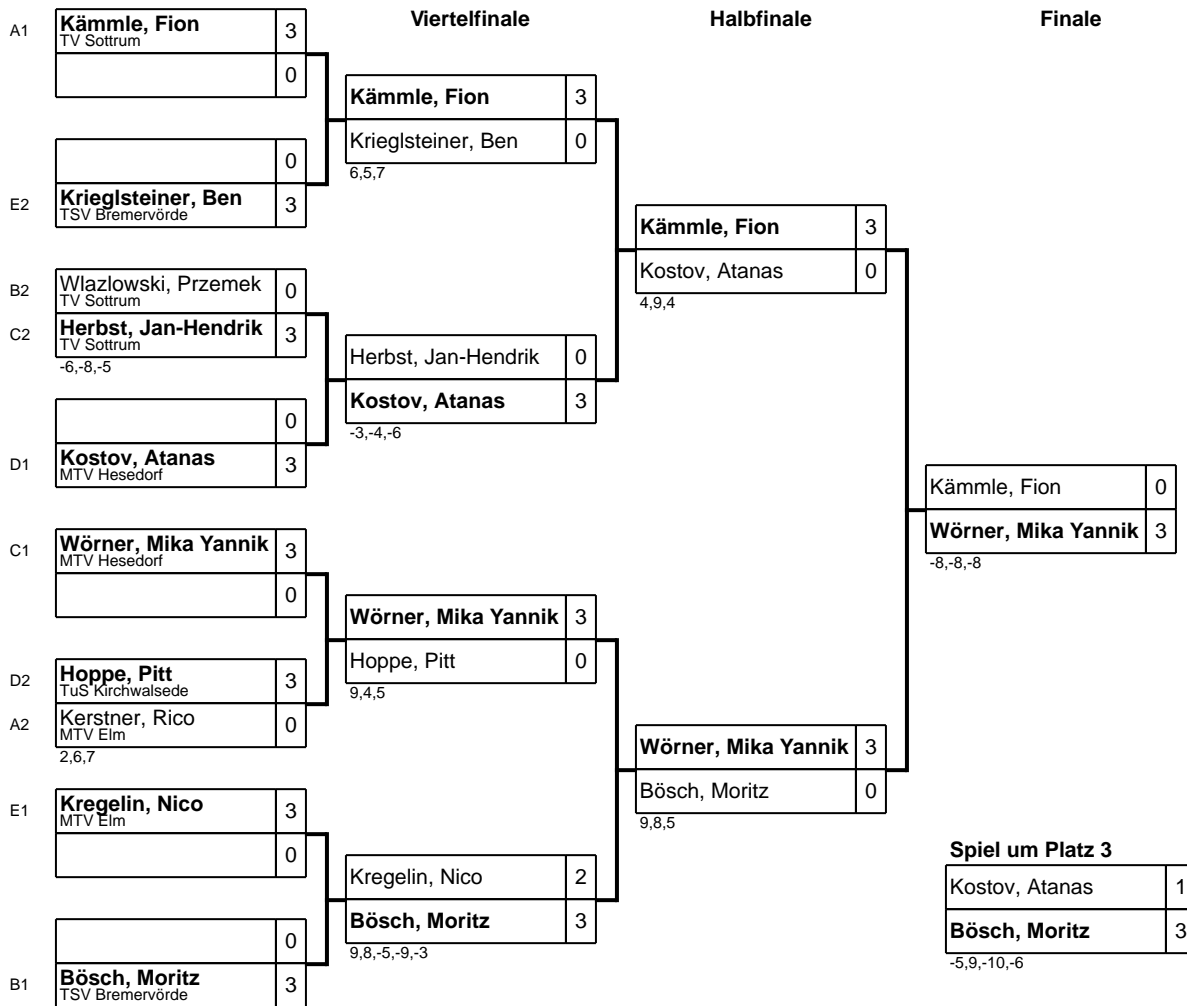 Viertelfinale
Halbfinale
Finale
A1
Kämmle, Fion 3
TV Sottrum
0
0
E2
Krieglsteiner, Ben 3
TSV Bremervörde
B2
Wlazlowski, Przemek 0
TV Sottrum
C2
Herbst, Jan-Hendrik 3
TV Sottrum
-6,-8,-5
0
D1
Kostov, Atanas 3
MTV Hesedorf
C1
Wörner, Mika Yannik 3
MTV Hesedorf
0
D2
Hoppe, Pitt 3
TuS Kirchwalsede
A2
Kerstner, Rico 0
MTV Elm
2,6,7
E1
Kregelin, Nico 3
MTV Elm
0
0
B1
Bösch, Moritz 3
TSV Bremervörde
Kämmle, Fion 3
Krieglsteiner, Ben 0
6,5,7
Herbst, Jan-Hendrik 0
Kostov, Atanas 3
-3,-4,-6
Wörner, Mika Yannik 3
Hoppe, Pitt 0
9,4,5
Kregelin, Nico 2
Bösch, Moritz 3
9,8,-5,-9,-3
Kämmle, Fion 3
Kostov, Atanas 0
4,9,4
Wörner, Mika Yannik 3
Bösch, Moritz 0
9,8,5
Kämmle, Fion 0
Wörner, Mika Yannik 3
-8,-8,-8
Spiel um Platz 3
Kostov, Atanas 1
Bösch, Moritz 3
-5,9,-10,-6